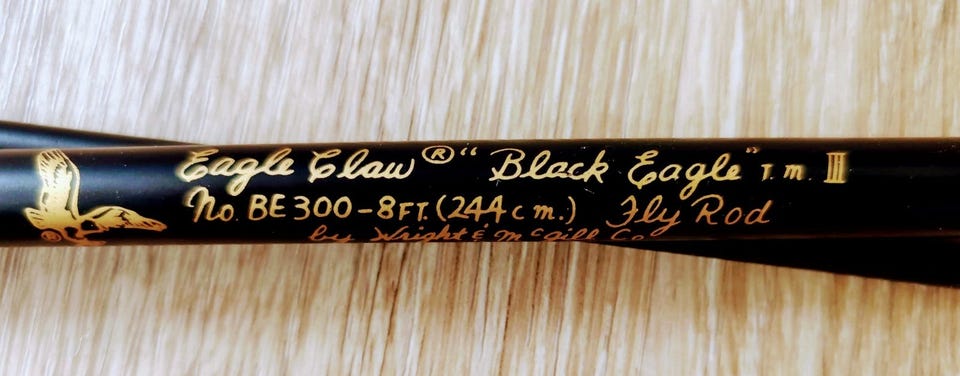 Eagle Claw® "Black Eagle" T.M. III
No. BE300-8FT. (244cm.) Fly Rod
by Wright & McGill Co.
®